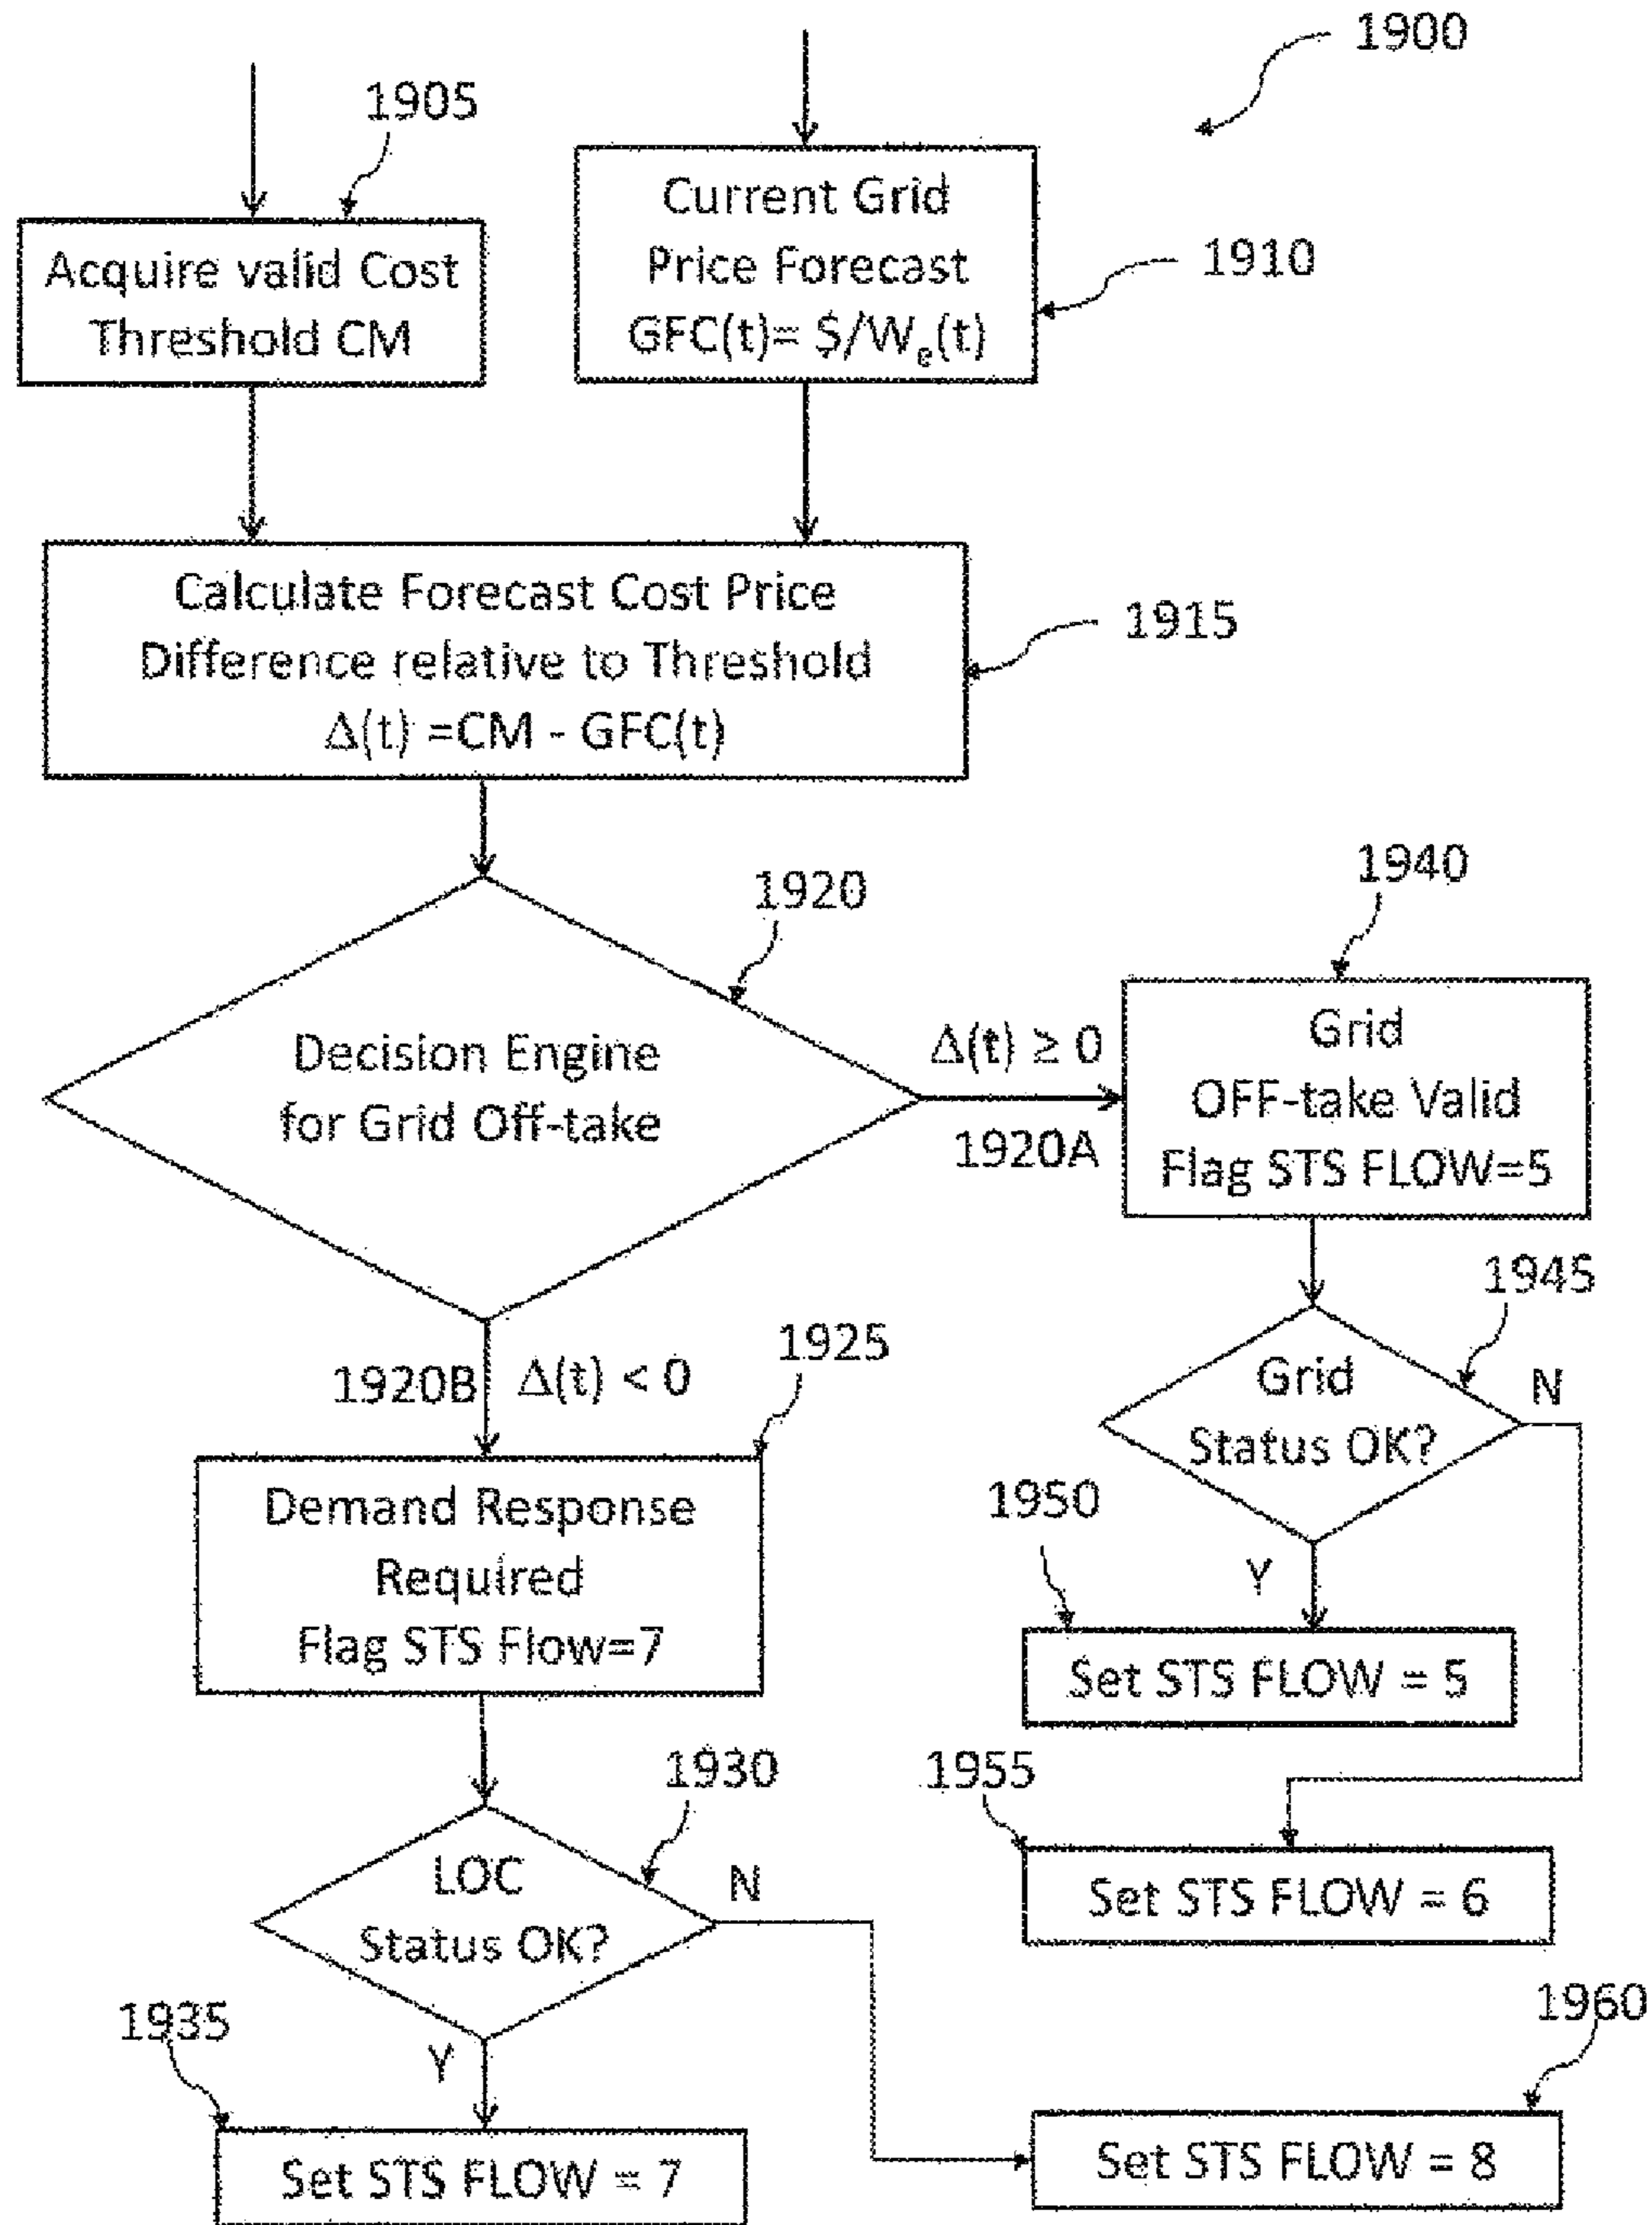 1900
1905
Acquire valid Cost
Threshold CM
Current Grid
Price Forecast
GFC(t)= $/Wₑ(t)
1910
Calculate Forecast Cost Price
Difference relative to Threshold
Δ(t) =CM - GFC(t)
1915
1920
Decision Engine
for Grid Off-take
Δ(t) ≥ 0
1920A
1940
Grid
OFF-take Valid
Flag STS FLOW=5
1945
Grid
Status OK?
N
Y
1950
Set STS FLOW = 5
1955
Set STS FLOW = 6
1920B
Δ(t) < 0
1925
Demand Response
Required
Flag STS Flow=7
1930
LOC
Status OK?
N
Y
1935
Set STS FLOW = 7
1960
Set STS FLOW = 8